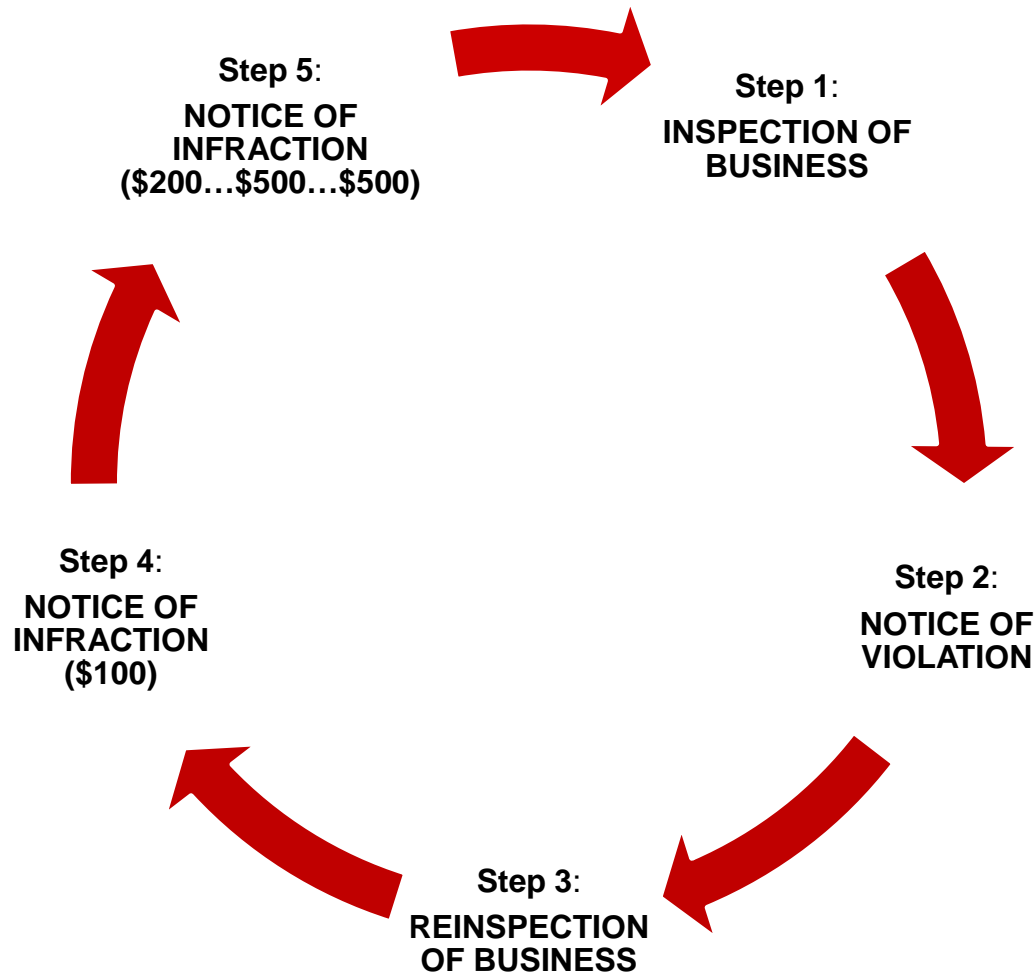 Step 1:
INSPECTION OF
BUSINESS
Step 2:
NOTICE OF
VIOLATION
Step 3:
REINSPECTION
OF BUSINESS
Step 4:
NOTICE OF
INFRACTION
($100)
Step 5:
NOTICE OF
INFRACTION
($200…$500…$500)